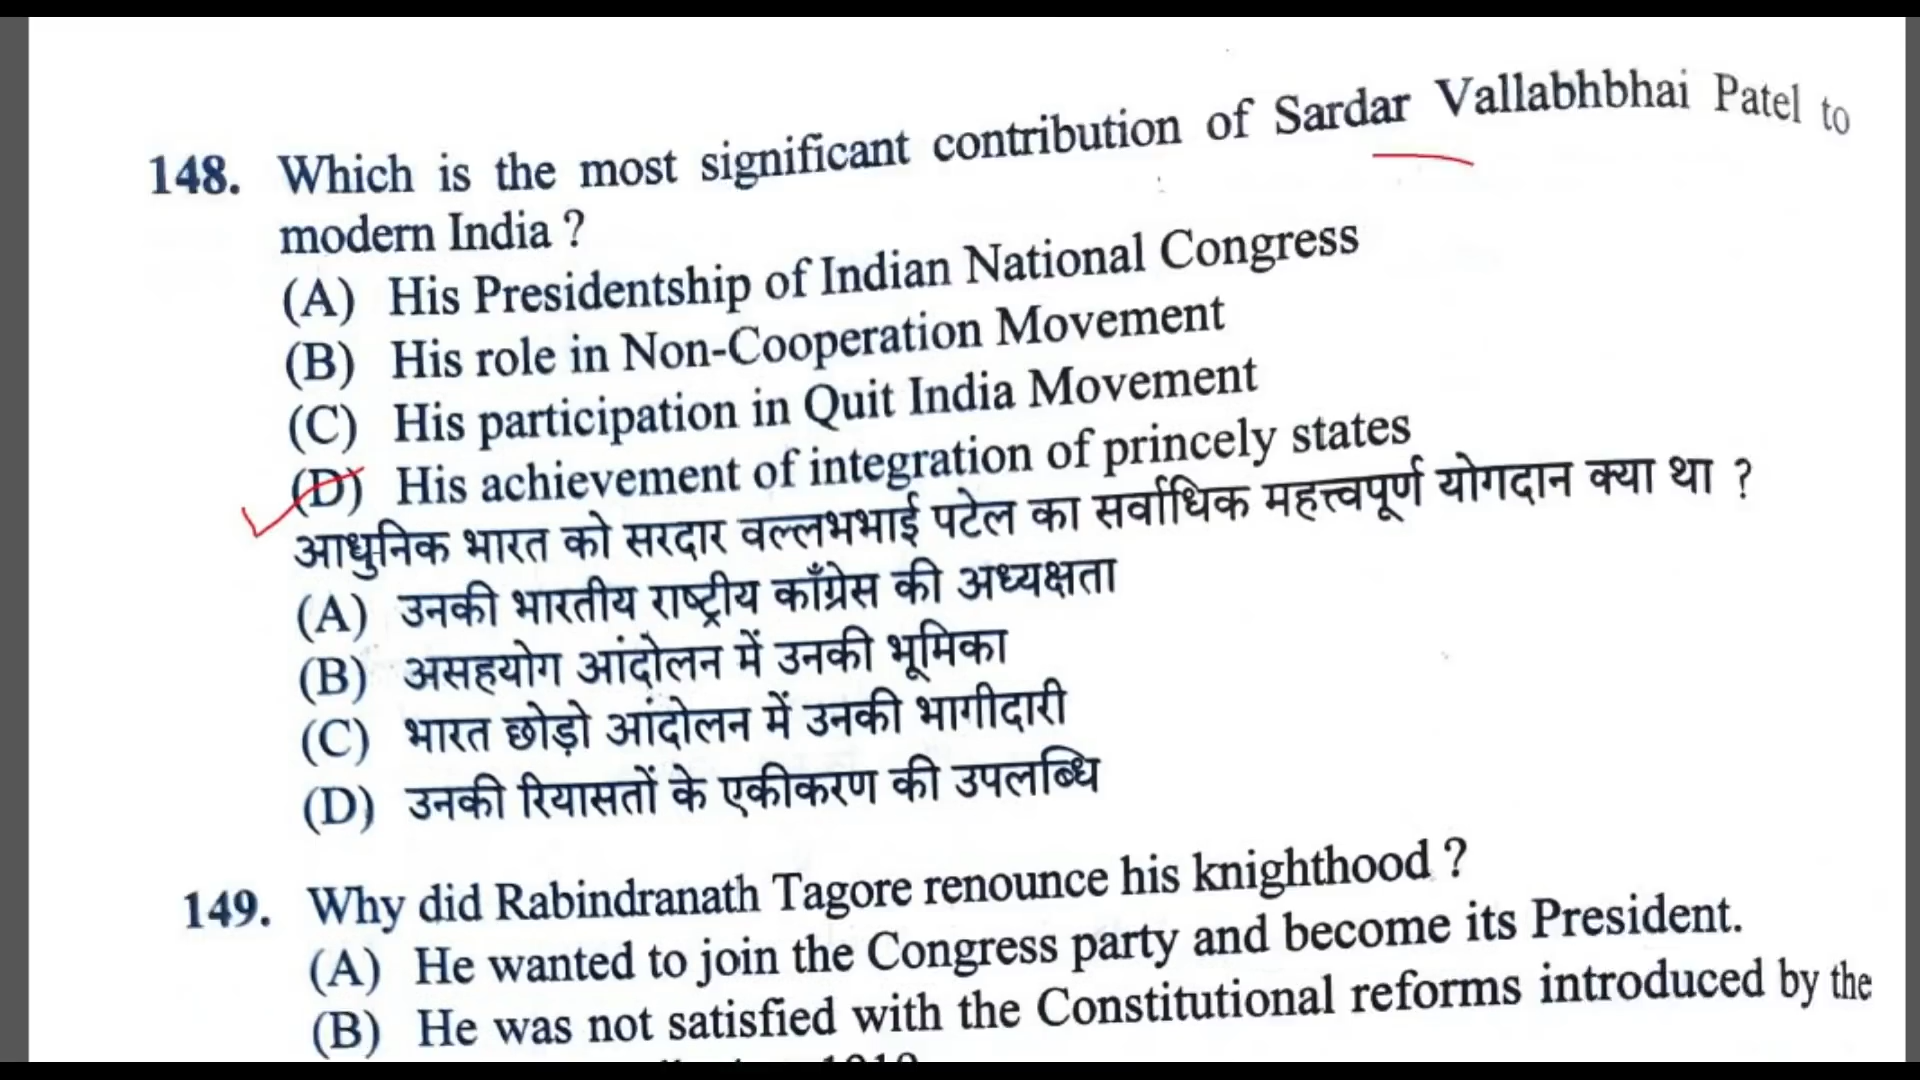 148. Which is the most significant contribution of Sardar Vallabhbhai Patel to
modern India ?
(A) His Presidentship of Indian National Congress
(B) His role in Non-Cooperation Movement
(C) His participation in Quit India Movement
(D) His achievement of integration of princely states
आधुनिक भारत को सरदार वल्लभभाई पटेल का सर्वाधिक महत्त्वपूर्ण योगदान क्या था ?
(A) उनकी भारतीय राष्ट्रीय काँग्रेस की अध्यक्षता
(B) असहयोग आंदोलन में उनकी भूमिका
(C) भारत छोड़ो आंदोलन में उनकी भागीदारी
(D) उनकी रियासतों के एकीकरण की उपलब्धि
149. Why did Rabindranath Tagore renounce his knighthood ?
(A) He wanted to join the Congress party and become its President.
(B) He was not satisfied with the Constitutional reforms introduced by the